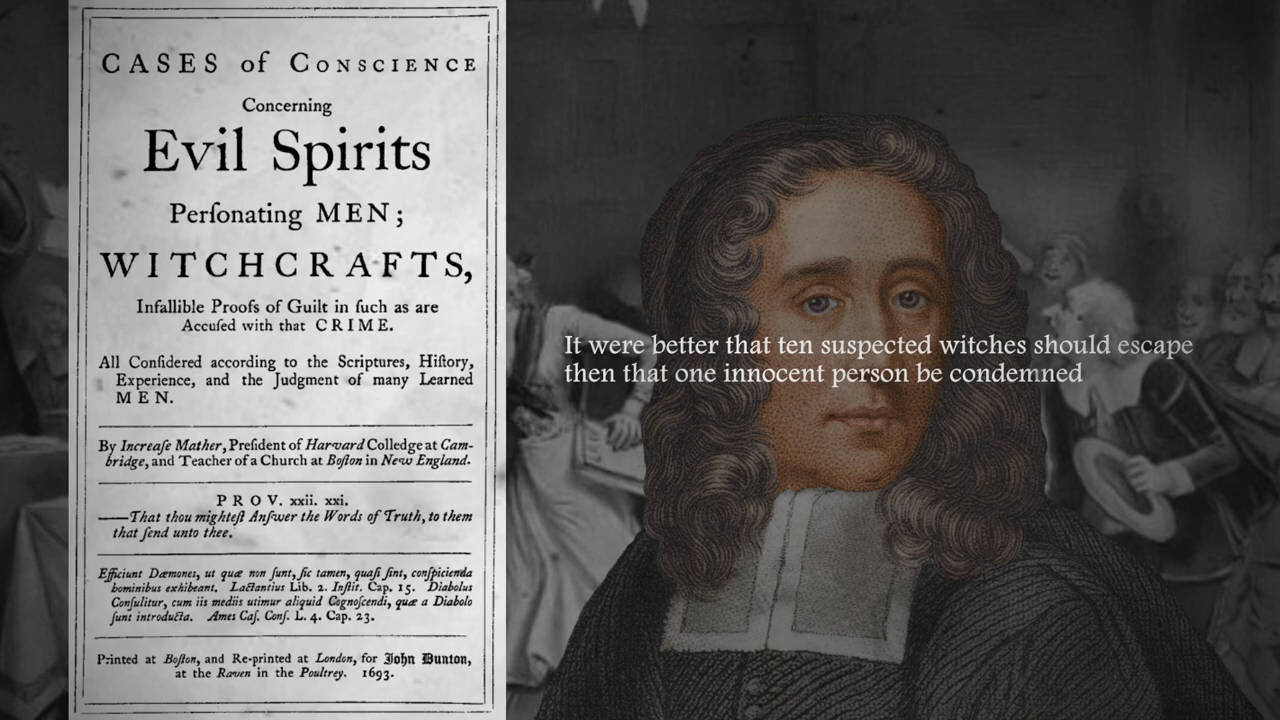 CASES of CONSCIENCE
Concerning
Evil Spirits
Perſonating MEN;
WITCHCRAFTS,
Infallible Proofs of Guilt in ſuch as are
Accuſed with that CRIME.
All Conſidered according to the Scriptures, Hiſtory,
Experience, and the Judgment of many Learned
MEN.
By Increaſe Mather, Preſident of Harvard Colledge at Cam-
bridge, and Teacher of a Church at Boſton in New England.
PROV. xxii. xxi.
——That thou mighteſt Anſwer the Words of Truth, to them
that ſend unto thee.
Efficiunt Dæmones, ut quæ non ſunt, ſic tamen, quaſi ſint, conſpicienda
hominibus exhibeant. Lactantius Lib. 2. Inſtit. Cap. 15. Diabolus
Conſulitur, cum iis mediis utimur aliquid Cognoſcendi, quæ a Diabolo
ſunt introducta. Ames Caſ. Conſ. L. 4. Cap. 23.
Printed at Boſton, and Re-printed at London, for John Dunton,
at the Raven in the Poultrey. 1693.
It were better that ten suspected witches should escape
then that one innocent person be condemned